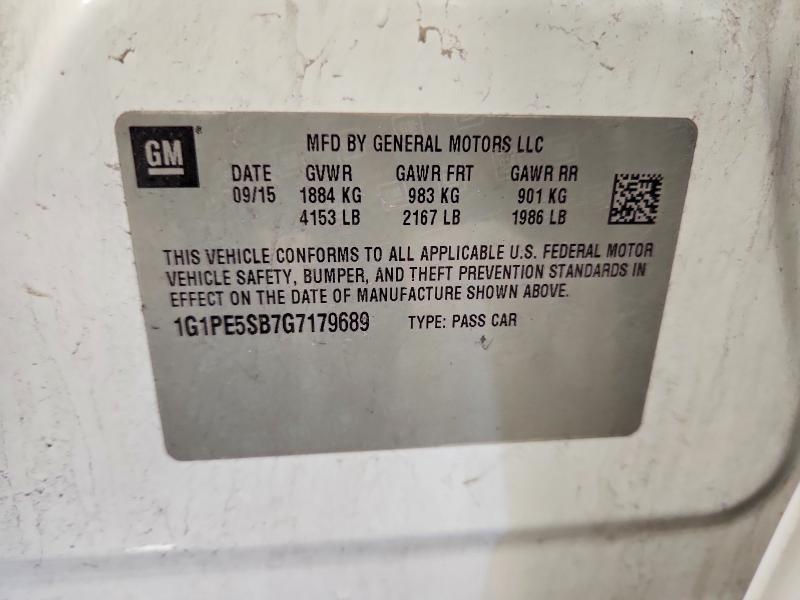 GM® MFD BY GENERAL MOTORS LLC
DATE GVWR GAWR FRT GAWR RR
09/15 1884 KG 983 KG 901 KG
4153 LB 2167 LB 1986 LB
THIS VEHICLE CONFORMS TO ALL APPLICABLE U.S. FEDERAL MOTOR
VEHICLE SAFETY, BUMPER, AND THEFT PREVENTION STANDARDS IN
EFFECT ON THE DATE OF MANUFACTURE SHOWN ABOVE.
1G1PE5SB7G7179689 TYPE: PASS CAR